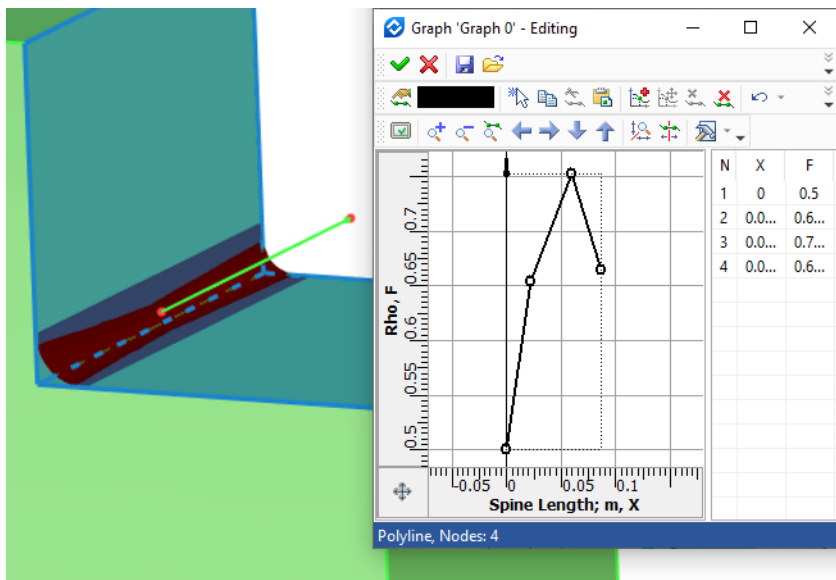 Graph 'Graph 0' - Editing
N X F
1 0 0.5
2 0.0... 0.6...
3 0.0... 0.7...
4 0.0... 0.6...
Rho, F
0.7
0.65
0.6
0.55
0.5
-0.05 0 0.05 0.1
Spine Length; m, X
Polyline, Nodes: 4